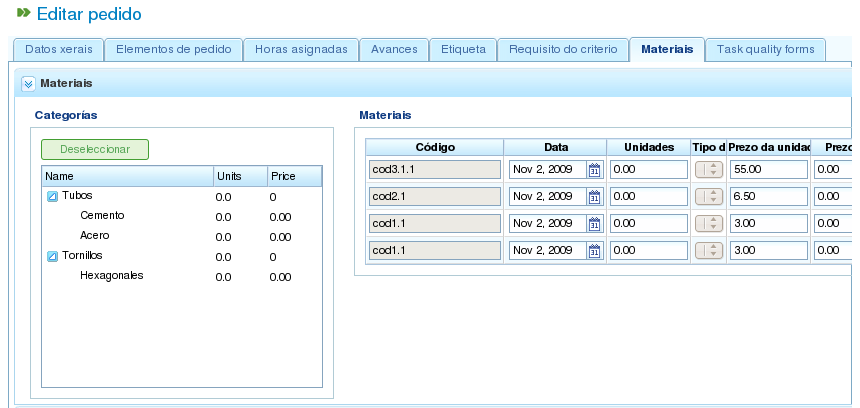 Editar pedido
Datos xerais Elementos de pedido Horas asignadas Avances Etiqueta Requisito do criterio Materiais Task quality forms
Materiais
Categorías
Deseleccionar
Name Units Price
Tubos 0.0 0
Cemento 0.0 0.00
Acero 0.0 0.00
Tornillos 0.0 0
Hexagonales 0.0 0.00
Materiais
Código Data Unidades Tipo d Prezo da unidad Prezo
cod3.1.1 Nov 2, 2009 31 0.00 55.00 0.00
cod2.1 Nov 2, 2009 31 0.00 6.50 0.00
cod1.1 Nov 2, 2009 31 0.00 3.00 0.00
cod1.1 Nov 2, 2009 31 0.00 3.00 0.00